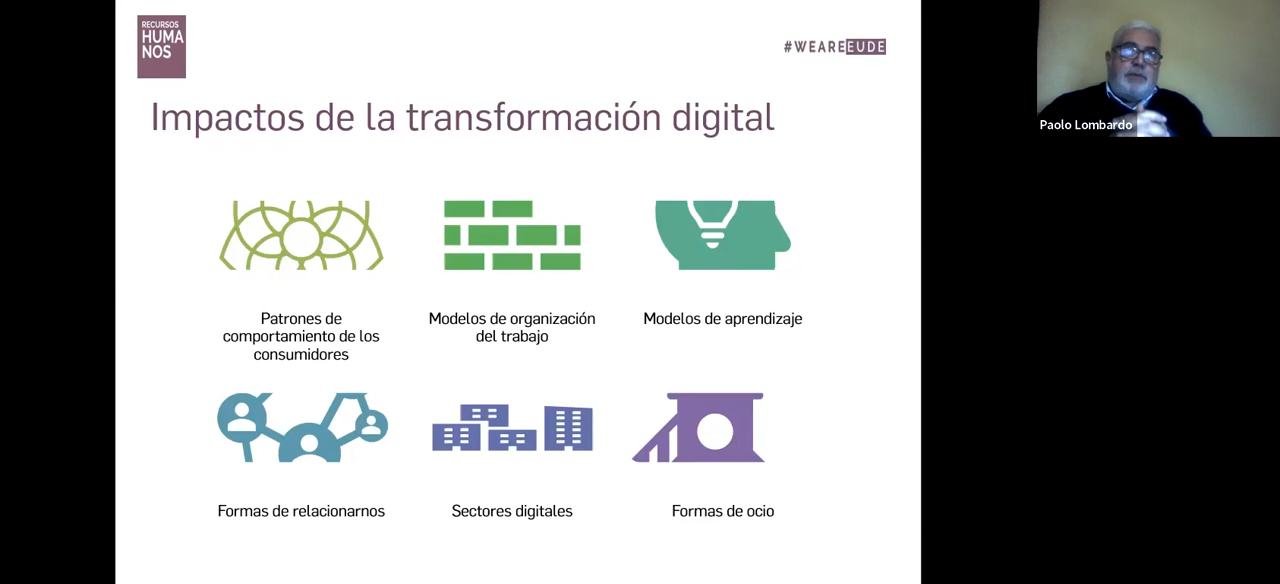 RECURSOS
HUMA
NOS
#WEAREEUDE
Paolo Lombardo
Impactos de la transformación digital
Patrones de
comportamiento de los
consumidores
Modelos de organización
del trabajo
Modelos de aprendizaje
Formas de relacionarnos
Sectores digitales
Formas de ocio